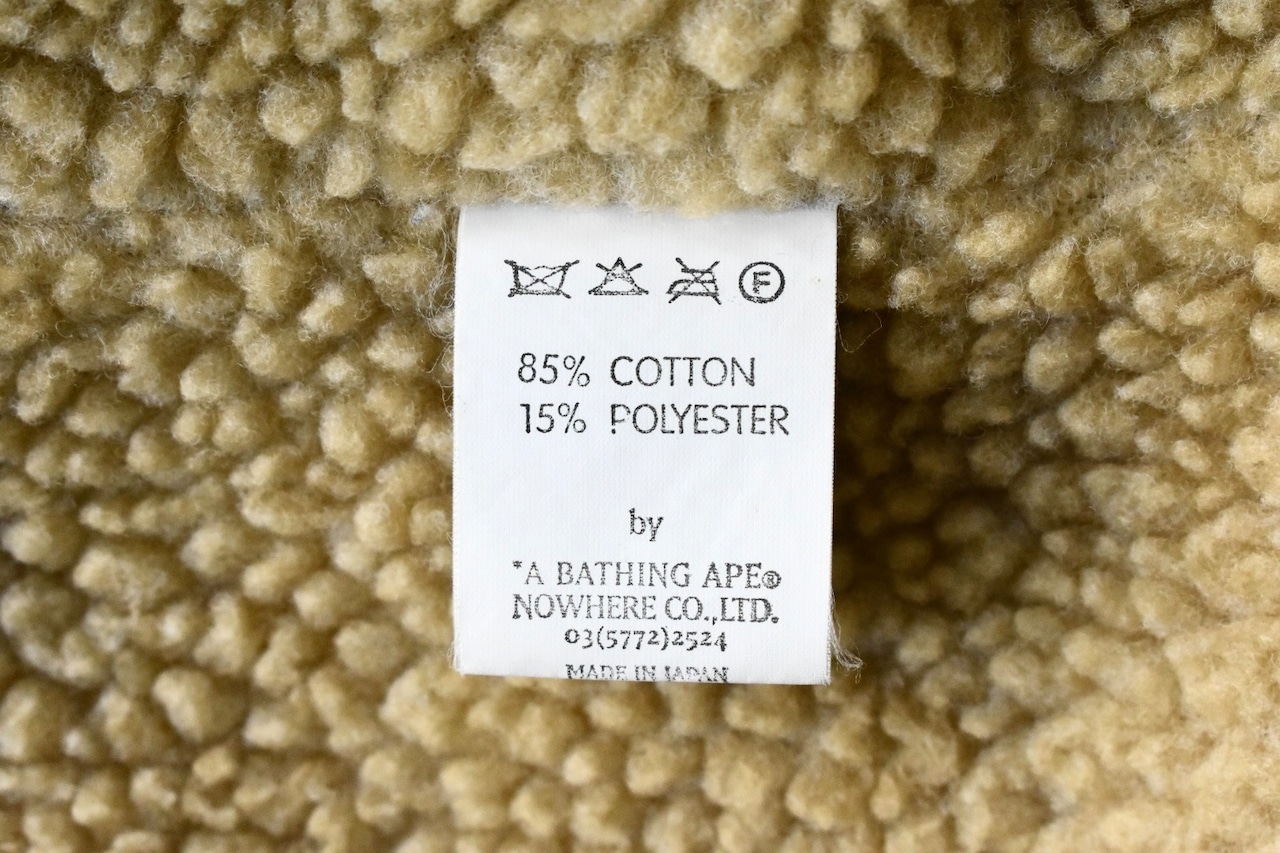 F
85% COTTON
15% POLYESTER
by
*A BATHING APE®
NOWHERE CO.,LTD.
03(5772)2524
MADE IN JAPAN